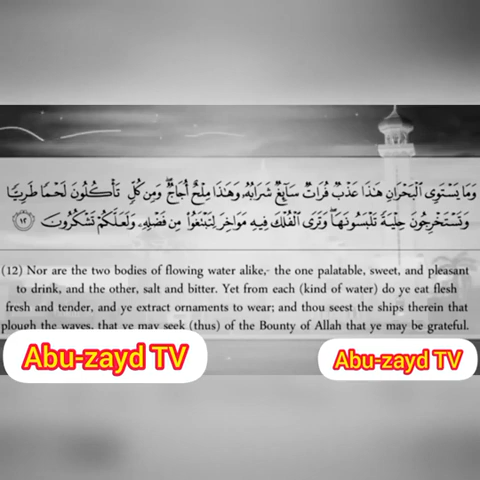 وَمَا يَسْتَوِى ٱلْبَحْرَانِ هَٰذَا عَذْبٌ فُرَاتٌ سَآئِغٌ شَرَابُهُۥ وَهَٰذَا مِلْحٌ أُجَاجٌ ۖ وَمِن كُلٍّ تَأْكُلُونَ لَحْمًا طَرِيًّا
وَتَسْتَخْرِجُونَ حِلْيَةً تَلْبَسُونَهَا ۖ وَتَرَى ٱلْفُلْكَ فِيهِ مَوَاخِرَ لِتَبْتَغُوا۟ مِن فَضْلِهِۦ وَلَعَلَّكُمْ تَشْكُرُونَ ﴿١٢﴾
(12) Nor are the two bodies of flowing water alike,- the one palatable, sweet, and pleasant
to drink, and the other, salt and bitter. Yet from each (kind of water) do ye eat flesh
fresh and tender, and ye extract ornaments to wear; and thou seest the ships therein that
plough the waves, that ye may seek (thus) of the Bounty of Allah that ye may be grateful.
Abu-zayd TV
Abu-zayd TV